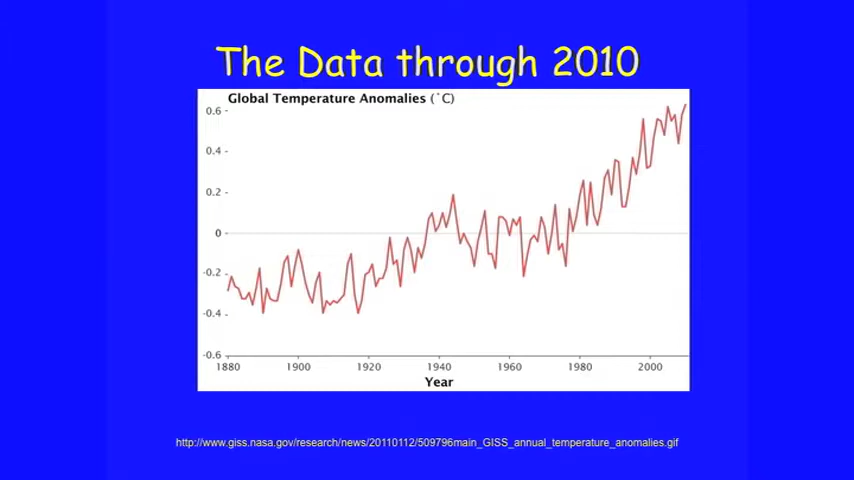 The Data through 2010
Global Temperature Anomalies (`C)
0.6
0.4
0.2
0
-0.2
-0.4
-0.6
1880 1900 1920 1940 1960 1980 2000
Year
http://www.giss.nasa.gov/research/news/20110112/509796main_GISS_annual_temperature_anomalies.gif